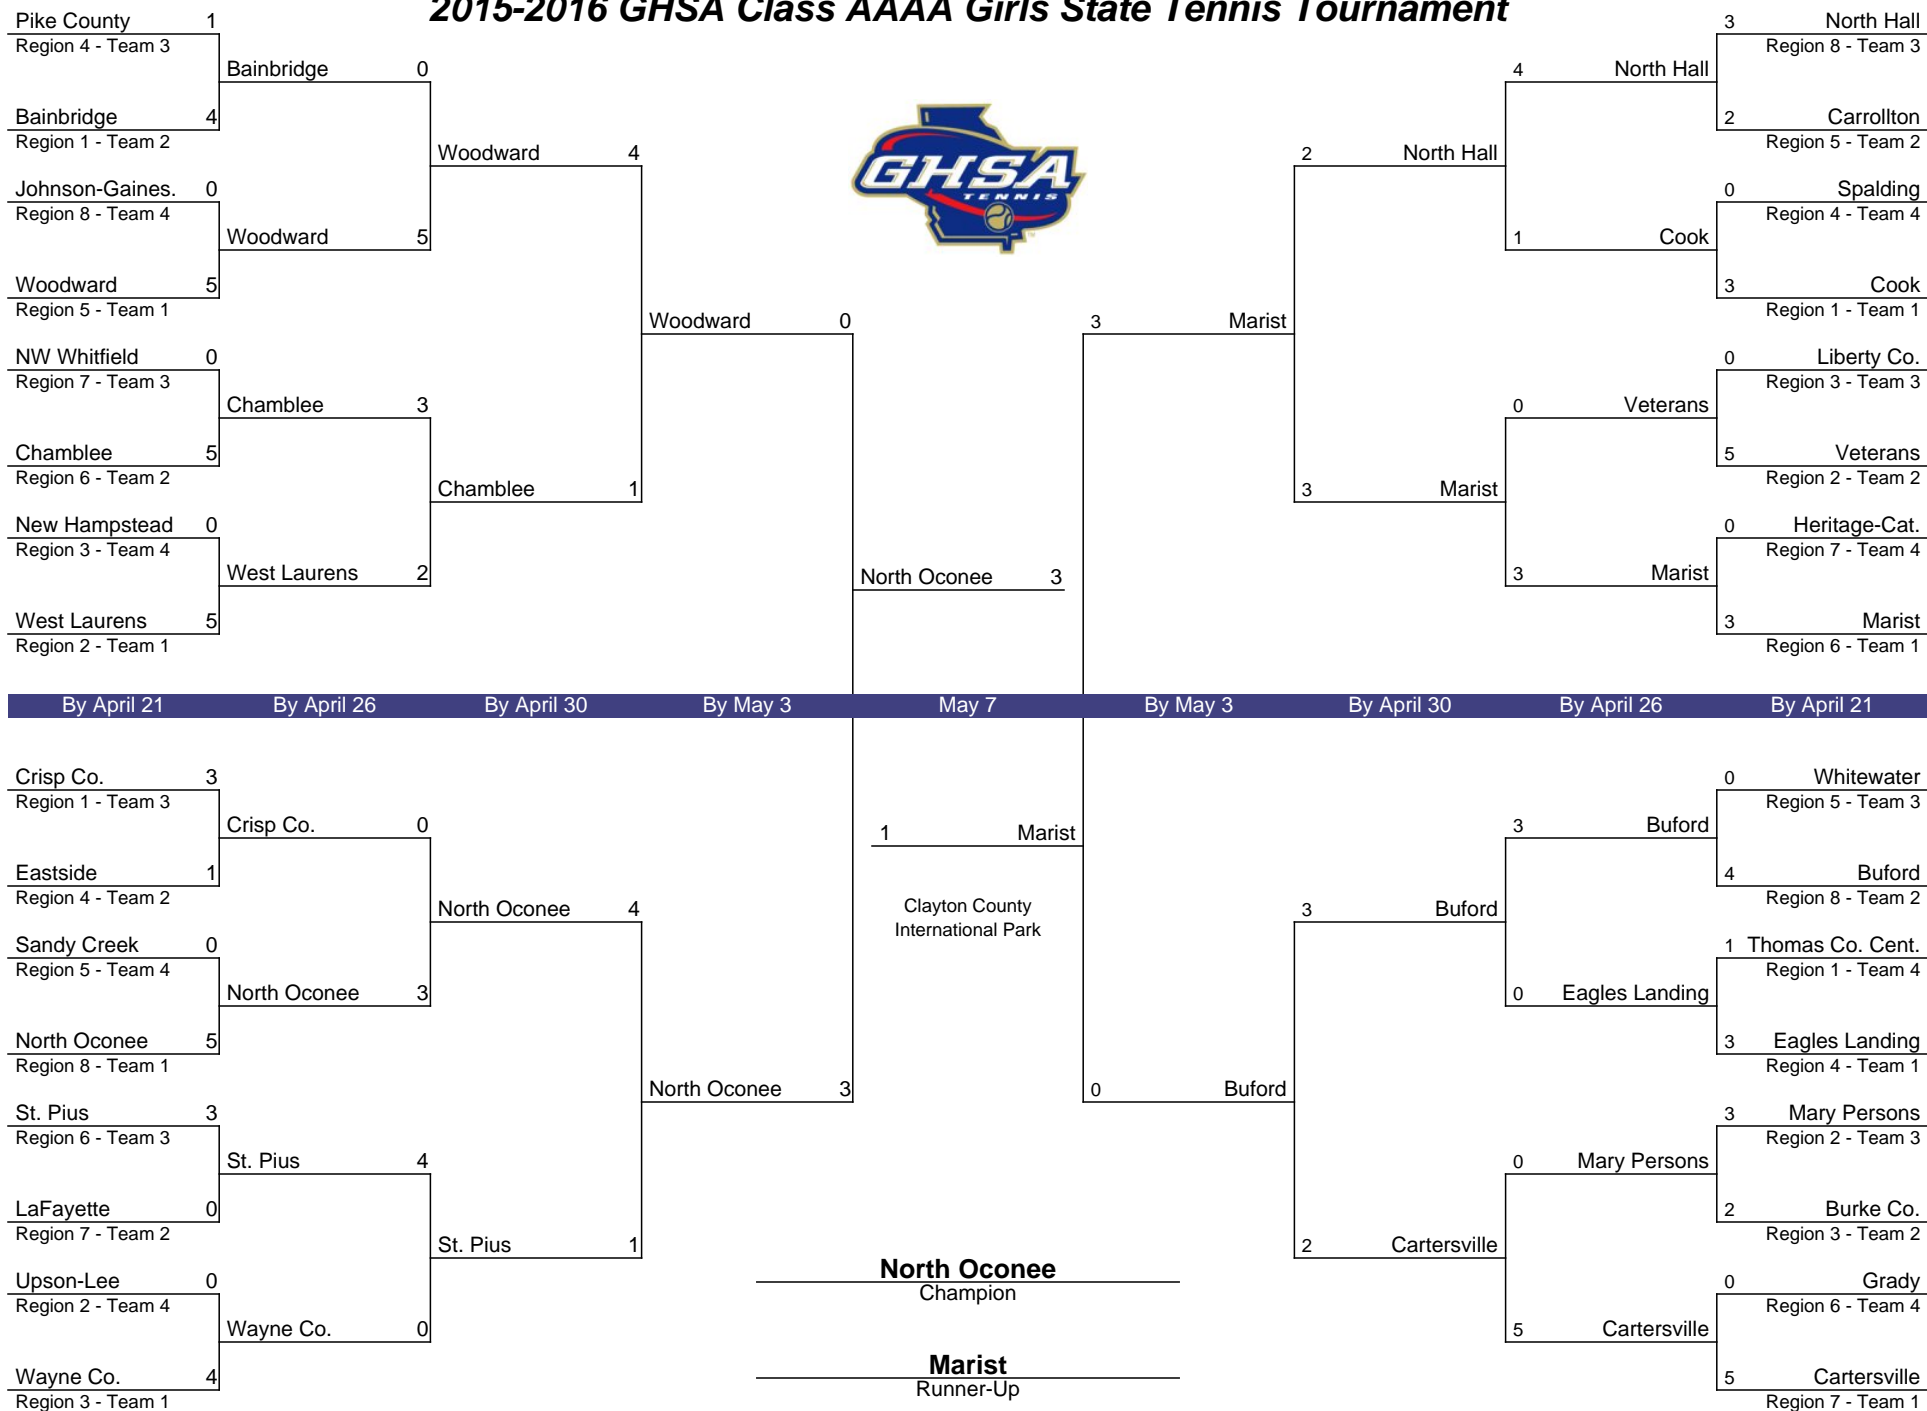 2015-2016 GHSA Class AAAA Girls State Tennis Tournament
Pike County 1
Region 4 - Team 3
Bainbridge 4
Region 1 - Team 2
Johnson-Gaines. 0
Region 8 - Team 4
Woodward 5
Region 5 - Team 1
NW Whitfield 0
Region 7 - Team 3
Chamblee 5
Region 6 - Team 2
New Hampstead 0
Region 3 - Team 4
West Laurens 5
Region 2 - Team 1
Bainbridge 0
Woodward 5
Chamblee 3
West Laurens 2
Woodward 4
Chamblee 1
Woodward 0
North Oconee 3
GHSA
TENNIS
3 Marist
2 North Hall
3 Marist
4 North Hall
1 Cook
0 Veterans
3 Marist
3 North Hall
Region 8 - Team 3
2 Carrollton
Region 5 - Team 2
0 Spalding
Region 4 - Team 4
3 Cook
Region 1 - Team 1
0 Liberty Co.
Region 3 - Team 3
5 Veterans
Region 2 - Team 2
0 Heritage-Cat.
Region 7 - Team 4
3 Marist
Region 6 - Team 1
By April 21 By April 26 By April 30 By May 3 May 7 By May 3 By April 30 By April 26 By April 21
Crisp Co. 3
Region 1 - Team 3
Eastside 1
Region 4 - Team 2
Sandy Creek 0
Region 5 - Team 4
North Oconee 5
Region 8 - Team 1
St. Pius 3
Region 6 - Team 3
LaFayette 0
Region 7 - Team 2
Upson-Lee 0
Region 2 - Team 4
Wayne Co. 4
Region 3 - Team 1
Crisp Co. 0
North Oconee 3
St. Pius 4
Wayne Co. 0
North Oconee 4
St. Pius 1
North Oconee 3
1 Marist
Clayton County
International Park
0 Buford
3 Buford
2 Cartersville
3 Buford
0 Eagles Landing
0 Mary Persons
5 Cartersville
0 Whitewater
Region 5 - Team 3
4 Buford
Region 8 - Team 2
1 Thomas Co. Cent.
Region 1 - Team 4
3 Eagles Landing
Region 4 - Team 1
3 Mary Persons
Region 2 - Team 3
2 Burke Co.
Region 3 - Team 2
0 Grady
Region 6 - Team 4
5 Cartersville
Region 7 - Team 1
North Oconee
Champion
Marist
Runner-Up